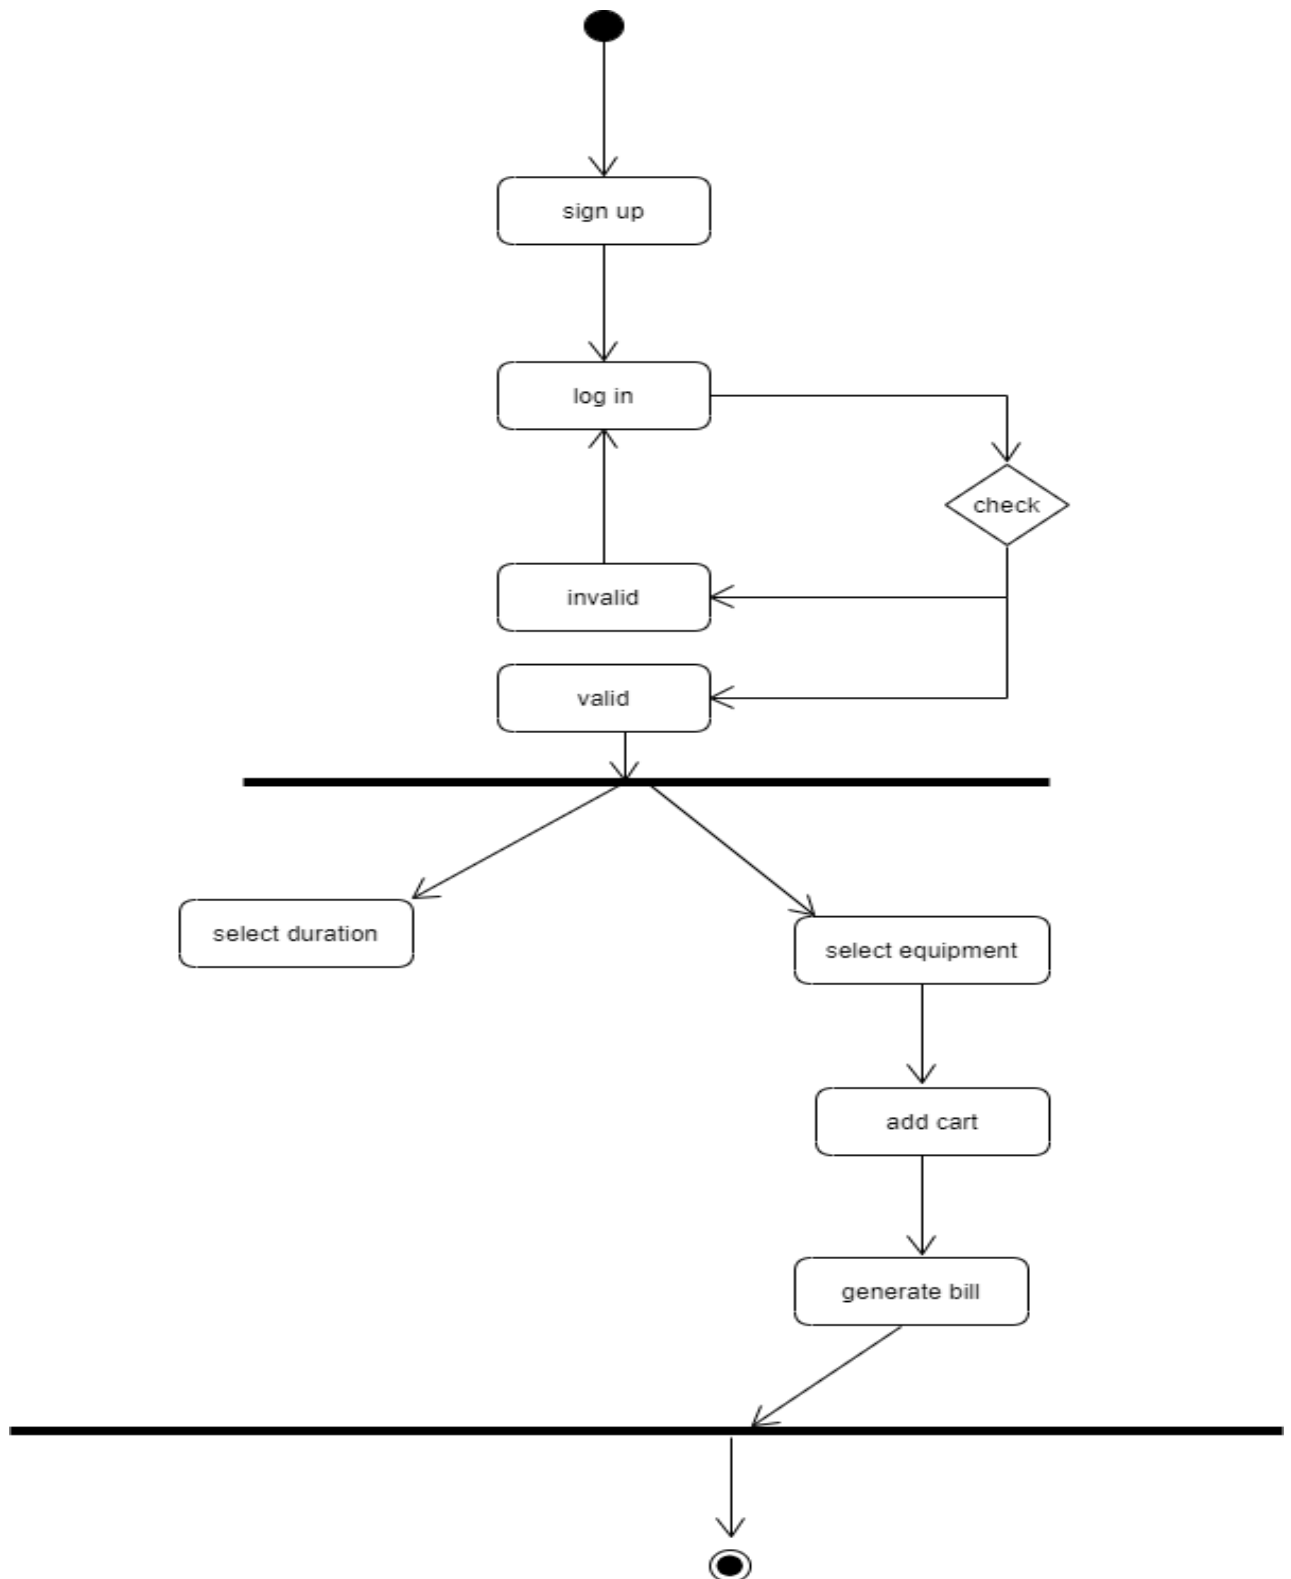 sign up
log in
check
invalid
valid
select duration
select equipment
add cart
generate bill